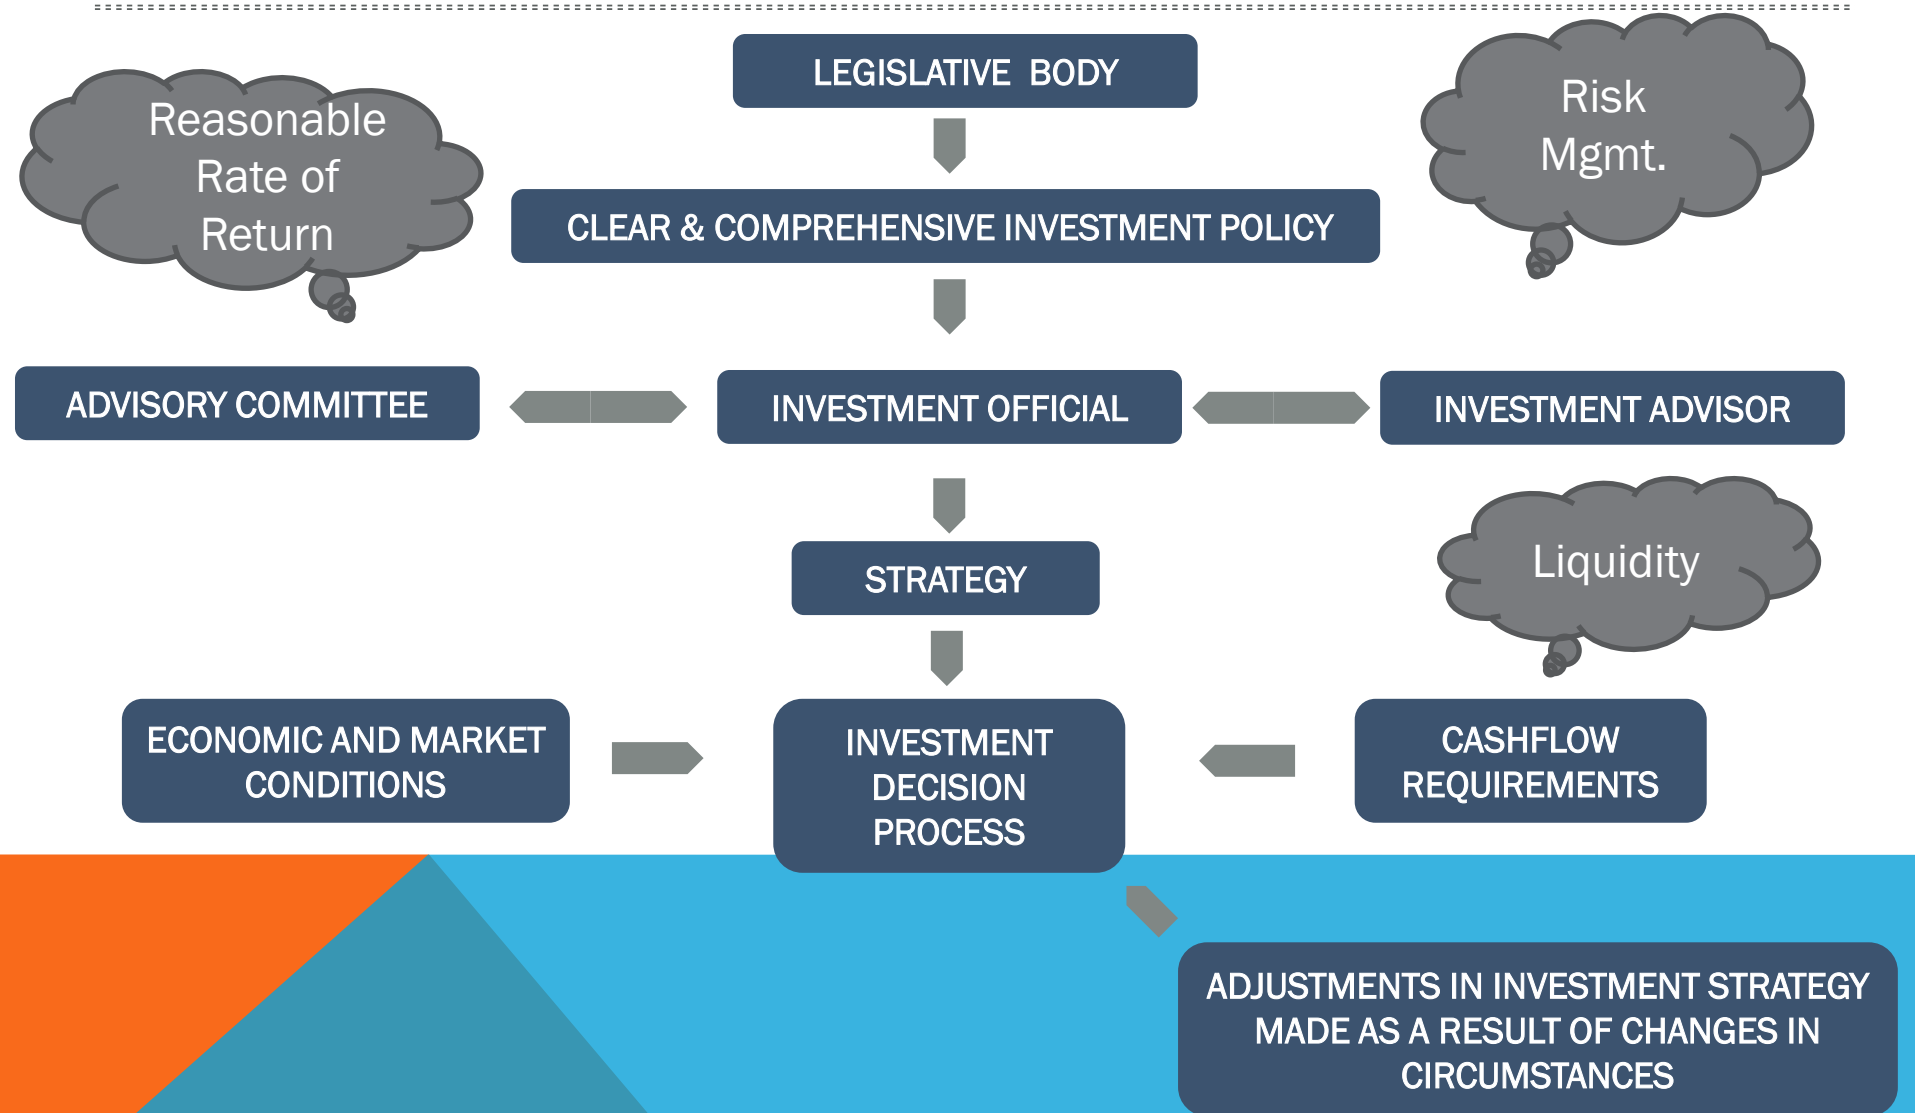 LEGISLATIVE BODY
Reasonable
Rate of
Return
Risk
Mgmt.
CLEAR & COMPREHENSIVE INVESTMENT POLICY
ADVISORY COMMITTEE
INVESTMENT OFFICIAL
INVESTMENT ADVISOR
STRATEGY
Liquidity
ECONOMIC AND MARKET
CONDITIONS
INVESTMENT
DECISION
PROCESS
CASHFLOW
REQUIREMENTS
ADJUSTMENTS IN INVESTMENT STRATEGY
MADE AS A RESULT OF CHANGES IN
CIRCUMSTANCES